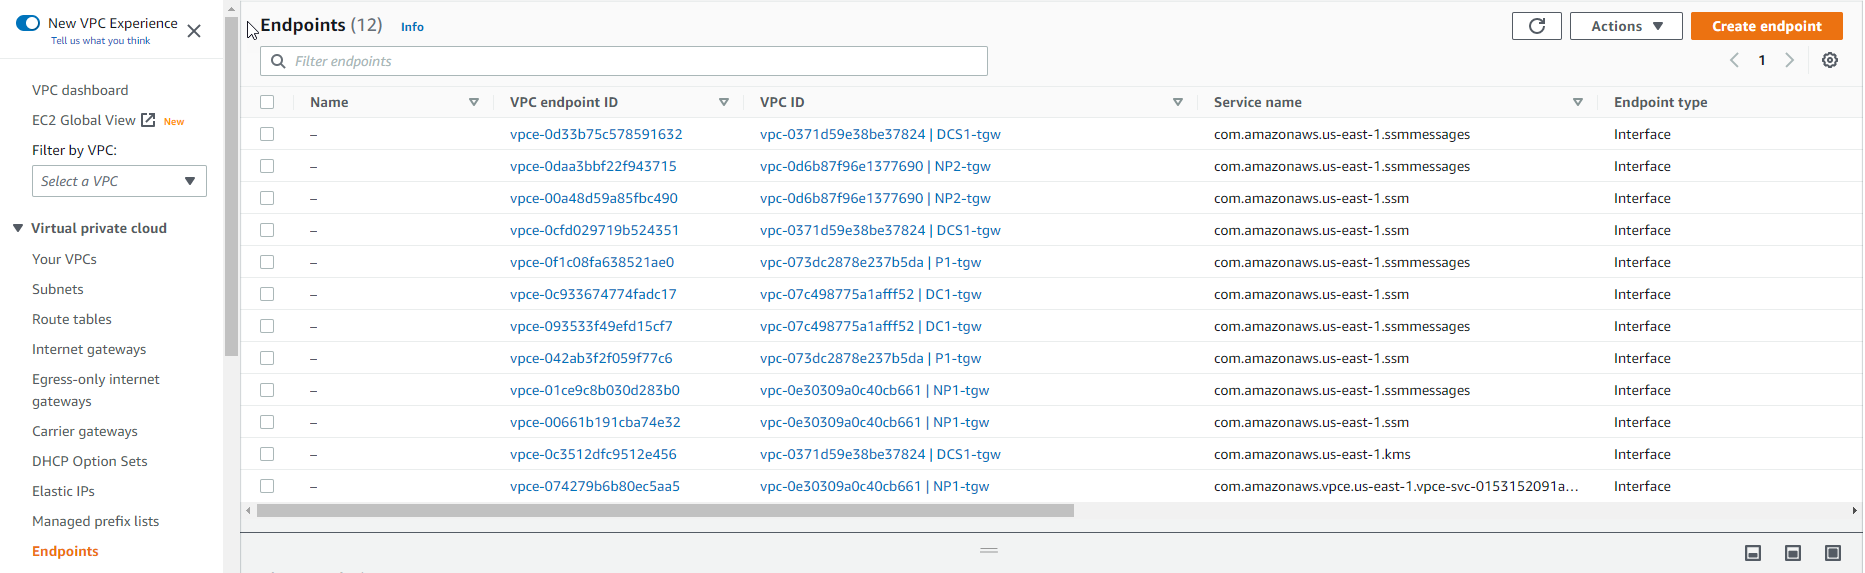 New VPC Experience
Tell us what you think
VPC dashboard
EC2 Global View New
Filter by VPC:
Select a VPC
Virtual private cloud
Your VPCs
Subnets
Route tables
Internet gateways
Egress-only internet
gateways
Carrier gateways
DHCP Option Sets
Elastic IPs
Managed prefix lists
Endpoints
Endpoints (12) Info
Actions
Create endpoint
Filter endpoints
1
Name VPC endpoint ID VPC ID Service name Endpoint type
– vpce-0d33b75c578591632 vpc-0371d59e38be37824 | DCS1-tgw com.amazonaws.us-east-1.ssmmessages Interface
– vpce-0daa3bbf22f943715 vpc-0d6b87f96e1377690 | NP2-tgw com.amazonaws.us-east-1.ssmmessages Interface
– vpce-00a48d59a85fbc490 vpc-0d6b87f96e1377690 | NP2-tgw com.amazonaws.us-east-1.ssm Interface
– vpce-0cfd029719b524351 vpc-0371d59e38be37824 | DCS1-tgw com.amazonaws.us-east-1.ssm Interface
– vpce-0f1c08fa638521ae0 vpc-073dc2878e237b5da | P1-tgw com.amazonaws.us-east-1.ssmmessages Interface
– vpce-0c933674774fadc17 vpc-07c498775a1afff52 | DC1-tgw com.amazonaws.us-east-1.ssm Interface
– vpce-093533f49efd15cf7 vpc-07c498775a1afff52 | DC1-tgw com.amazonaws.us-east-1.ssmmessages Interface
– vpce-042ab3f2f059f77c6 vpc-073dc2878e237b5da | P1-tgw com.amazonaws.us-east-1.ssm Interface
– vpce-01ce9c8b030d283b0 vpc-0e30309a0c40cb661 | NP1-tgw com.amazonaws.us-east-1.ssmmessages Interface
– vpce-00661b191cba74e32 vpc-0e30309a0c40cb661 | NP1-tgw com.amazonaws.us-east-1.ssm Interface
– vpce-0c3512dfc9512e456 vpc-0371d59e38be37824 | DCS1-tgw com.amazonaws.us-east-1.kms Interface
– vpce-074279b6b80ec5aa5 vpc-0e30309a0c40cb661 | NP1-tgw com.amazonaws.vpce.us-east-1.vpce-svc-0153152091a... Interface